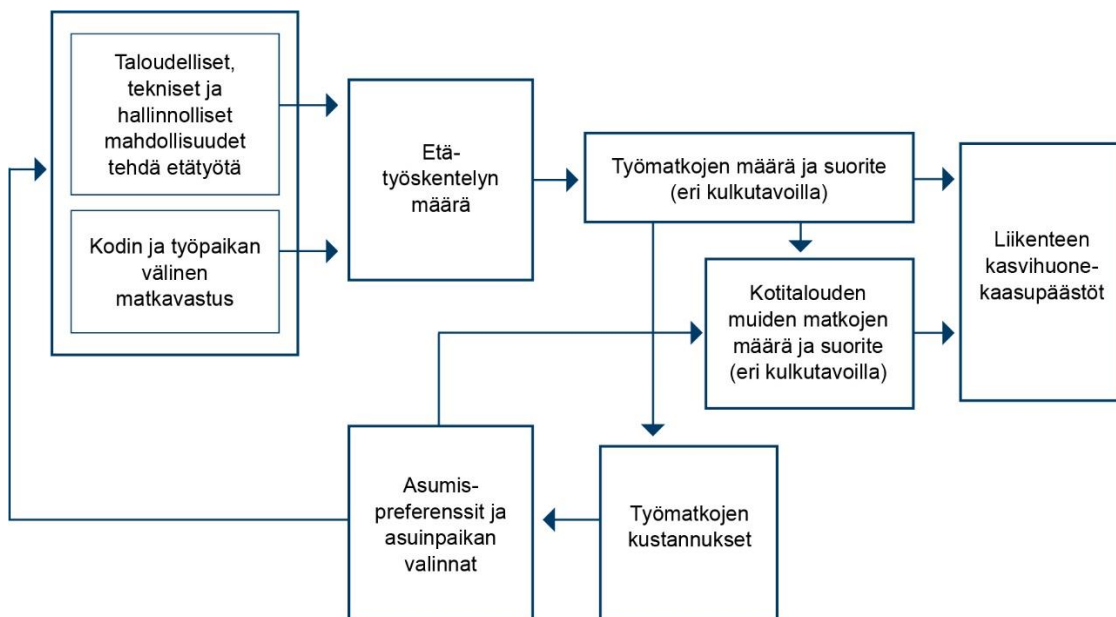 Taloudelliset,
tekniset ja
hallinnolliset
mahdollisuudet
tehdä etätyötä
Kodin ja työpaikan
välinen
matkavastus
Etä-
työskentelyn
määrä
Työmatkojen määrä ja suorite
(eri kulkutavoilla)
Kotitalouden
muiden matkojen
määrä ja suorite
(eri kulkutavoilla)
Liikenteen
kasvihuone-
kaasupäästöt
Asumis-
preferenssit ja
asuinpaikan
valinnat
Työmatkojen
kustannukset